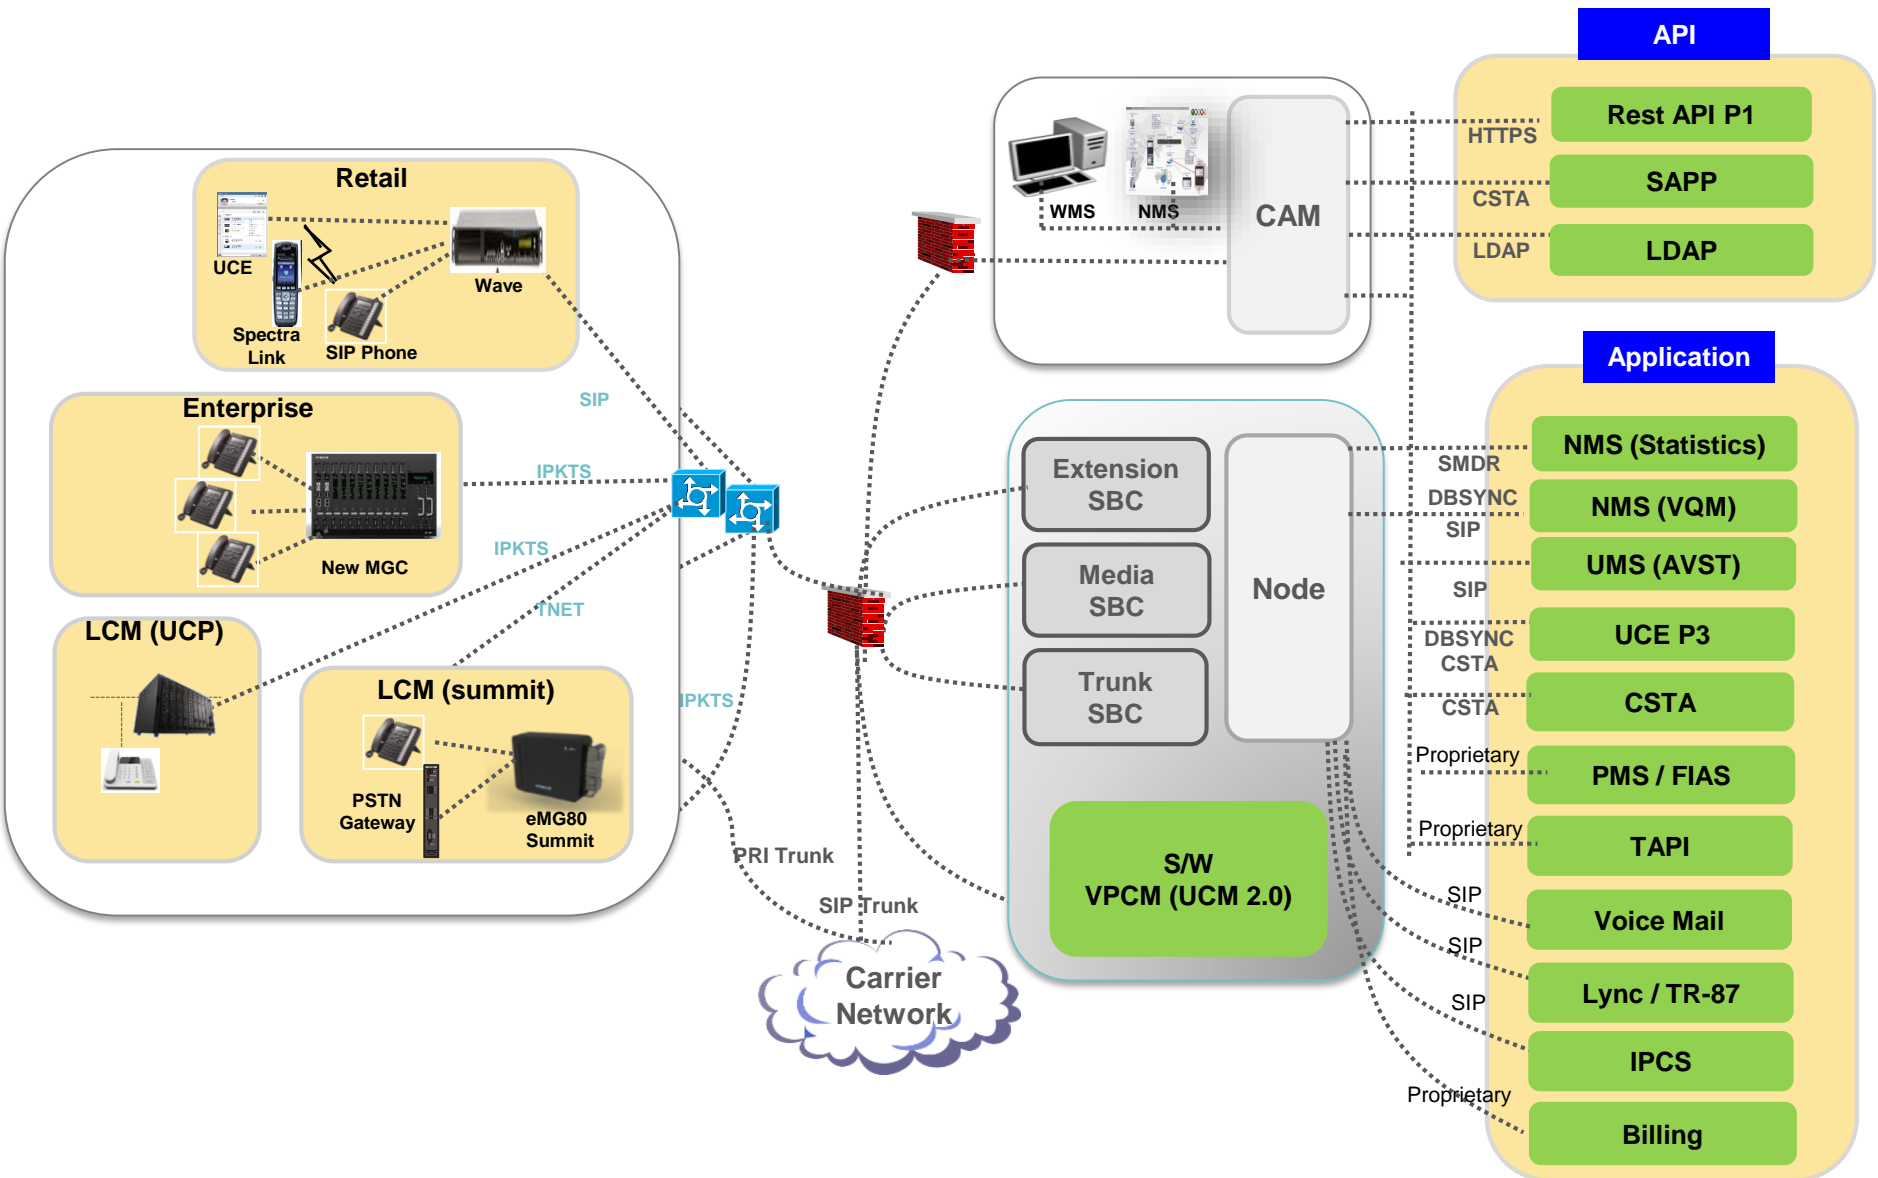 API
Rest API P1
HTTPS
SAPP
CSTA
LDAP
LDAP
Retail
UCE
Wave
Spectra
Link
SIP Phone
WMS
NMS
CAM
Application
Enterprise
New MGC
SIP
IPKTS
IPKTS
TNET
IPKTS
LCM (UCP)
LCM (summit)
PSTN
Gateway
eMG80
Summit
PRI Trunk
SIP Trunk
Carrier
Network
Extension
SBC
Media
SBC
Trunk
SBC
Node
S/W
VPCM (UCM 2.0)
NMS (Statistics)
SMDR
DBSYNC
NMS (VQM)
SIP
UMS (AVST)
SIP
UCE P3
DBSYNC
CSTA
CSTA
CSTA
Proprietary
PMS / FIAS
Proprietary
TAPI
SIP
Voice Mail
SIP
Lync / TR-87
SIP
IPCS
Proprietary
Billing